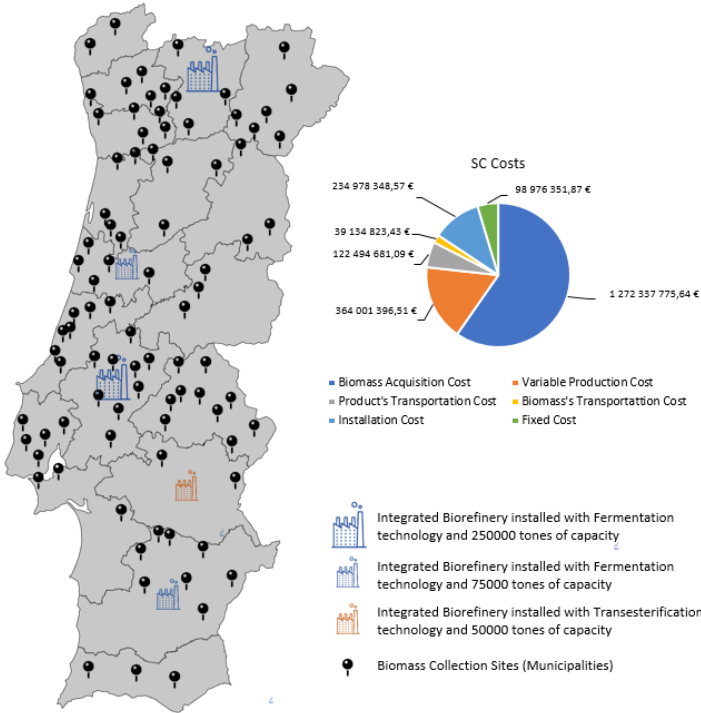 SC Costs
234 978 348,57 €
98 976 351,87 €
39 134 823,43 €
122 494 681,09 €
364 001 396,51 €
1 272 337 775,64 €
Biomass Acquisition Cost
Variable Production Cost
Product's Transportation Cost
Biomass's Transportattion Cost
Installation Cost
Fixed Cost
Integrated Biorefinery installed with Fermentation
technology and 250000 tones of capacity
Integrated Biorefinery installed with Fermentation
technology and 75000 tones of capacity
Integrated Biorefinery installed with Transesterification
technology and 50000 tones of capacity
Biomass Collection Sites (Municipalities)